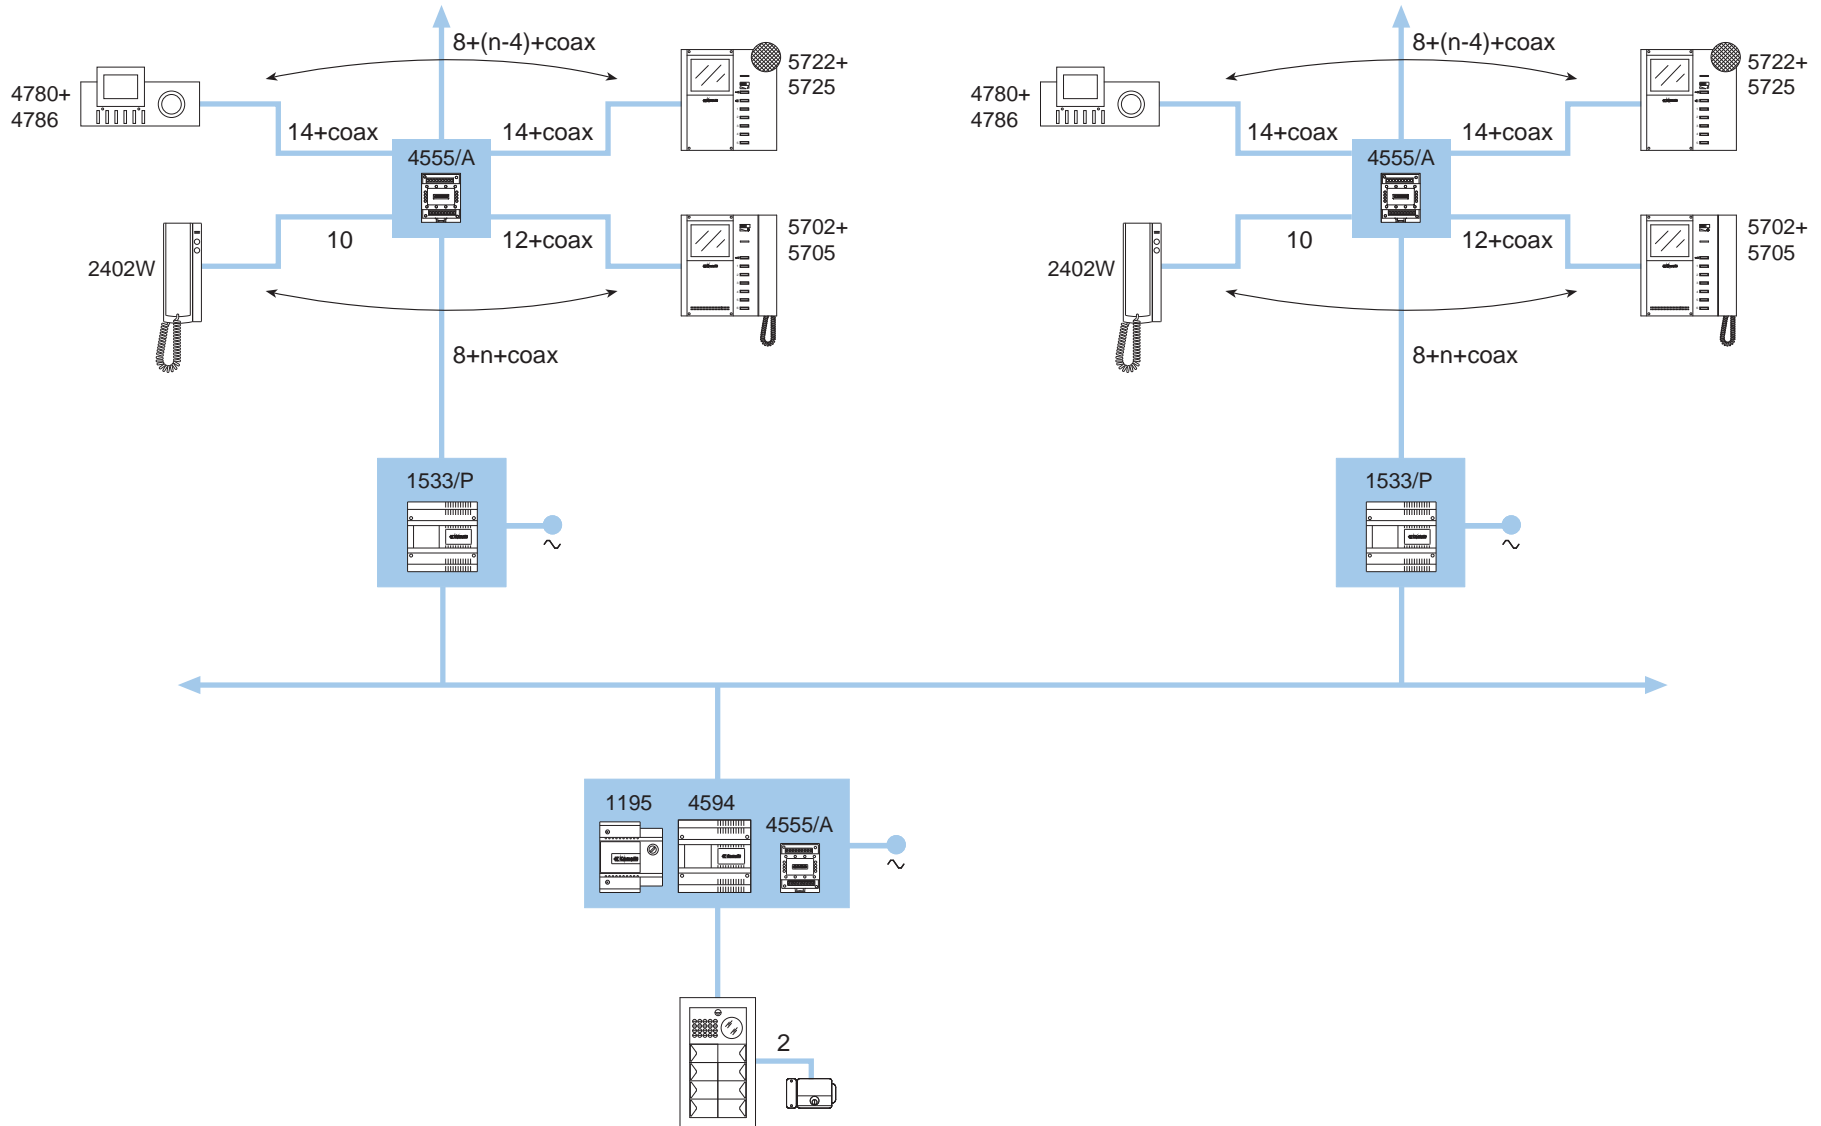 8+(n-4)+coax
4780+
4786
5722+
5725
14+coax
14+coax
4555/A
2402W
10
12+coax
5702+
5705
8+n+coax
1533/P
~
8+(n-4)+coax
4780+
4786
5722+
5725
14+coax
14+coax
4555/A
2402W
10
12+coax
5702+
5705
8+n+coax
1533/P
~
1195
4594
4555/A
~
2